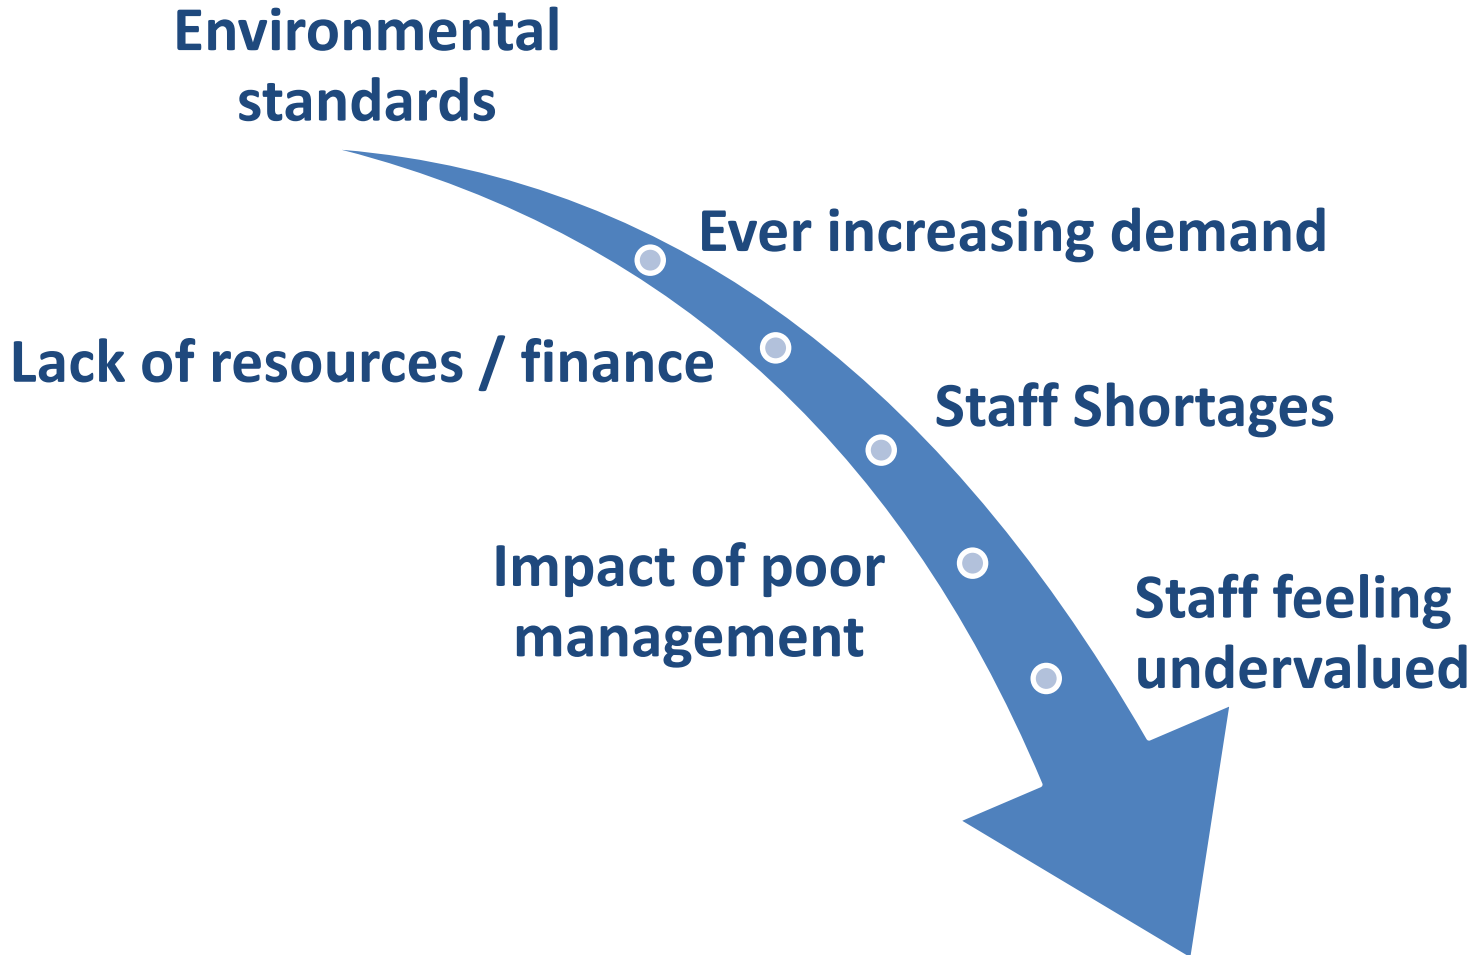 Environmental
standards
Ever increasing demand
Lack of resources / finance
Staff Shortages
Impact of poor
management
Staff feeling
undervalued